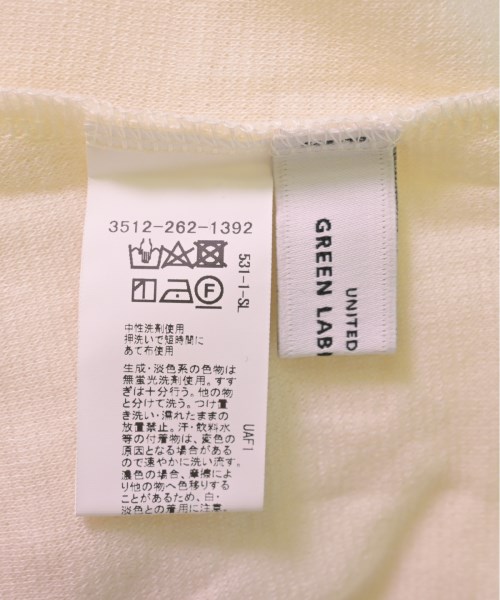 3512-262-1392
531-I-SL
F
中性洗剤使用
押洗いで短時間に
あて布使用
生成・淡色系の色物は
無蛍光洗剤使用。すす
ぎは十分行う。他の物
と分けて洗う。つけ置
き洗い・濡れたままの
放置禁止。汗・飲料水
等の付着物は、変色の
原因となる場合がある
ので速やかに洗い流す。
濃色の場合、摩擦によ
り他の物へ色移りする
ことがあるため、白・
淡色との着用に注意。
UAFI
UNITED
GREEN LAB